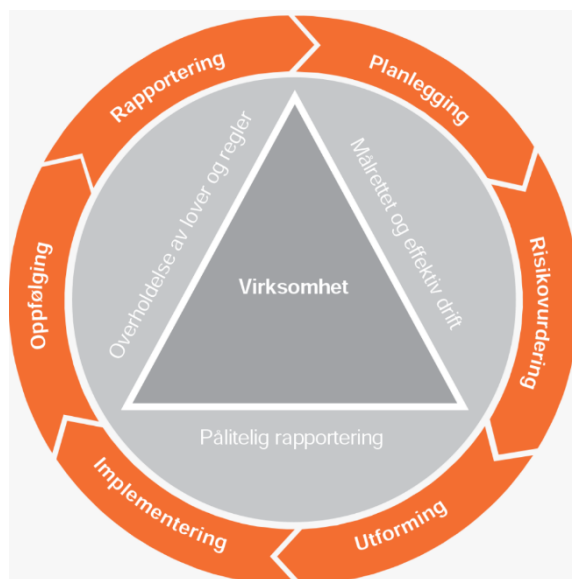 Planlegging
Risikovurdering
Utforming
Implementering
Oppfølging
Rapportering
Overholdelse av lover og regler
Målrettet og effektiv drift
Virksomhet
Pålitelig rapportering